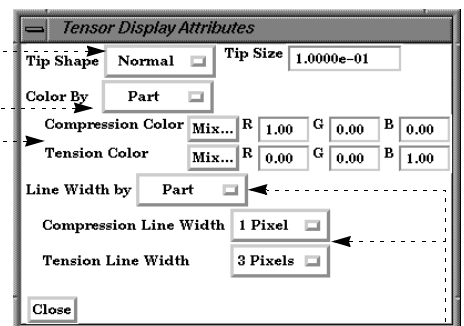 Tensor Display Attributes
Tip Shape Normal Tip Size 1.0000e-01
Color By Part
Compression Color Mix... R 1.00 G 0.00 B 0.00
Tension Color Mix... R 0.00 G 0.00 B 1.00
Line Width by Part
Compression Line Width 1 Pixel
Tension Line Width 3 Pixels
Close